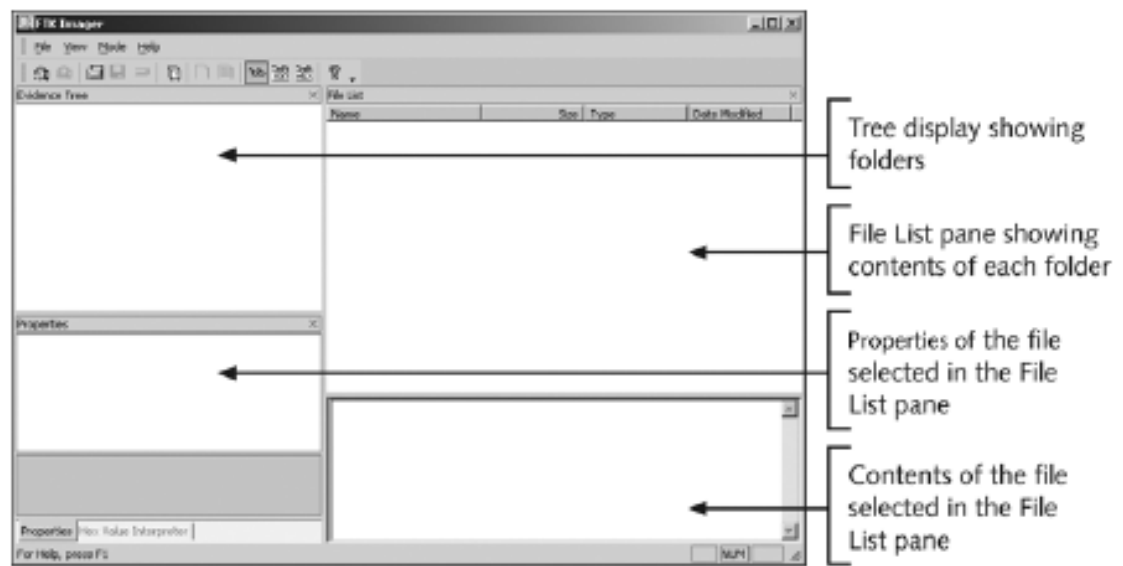 FTK Imager
File View Mode Help
Evidence Tree
File List
Name Size Type Date Modified
Tree display showing
folders
File List pane showing
contents of each folder
Properties
Properties of the file
selected in the File
List pane
Contents of the file
selected in the File
List pane
Properties Hex Value Interpreter
For Help, press F1
NUM